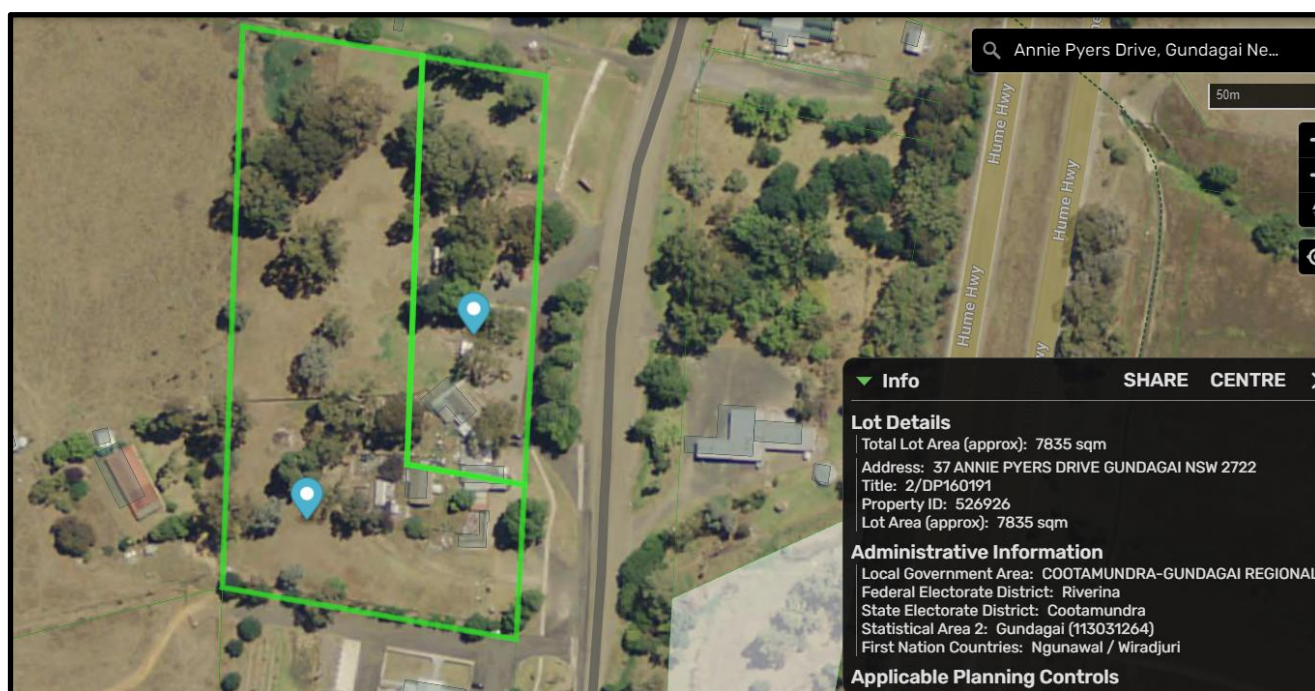 Annie Pyers Drive, Gundagai Ne...
50m
Hume Hwy
Hume Hwy
Hume Hwy
Info SHARE CENTRE
Lot Details
Total Lot Area (approx): 7835 sqm
Address: 37 ANNIE PYERS DRIVE GUNDAGAI NSW 2722
Title: 2/DP160191
Property ID: 526926
Lot Area (approx): 7835 sqm
Administrative Information
Local Government Area: COOTAMUNDRA-GUNDAGAI REGIONAL
Federal Electorate District: Riverina
State Electorate District: Cootamundra
Statistical Area 2: Gundagai (113031264)
First Nation Countries: Ngunawal / Wiradjuri
Applicable Planning Controls